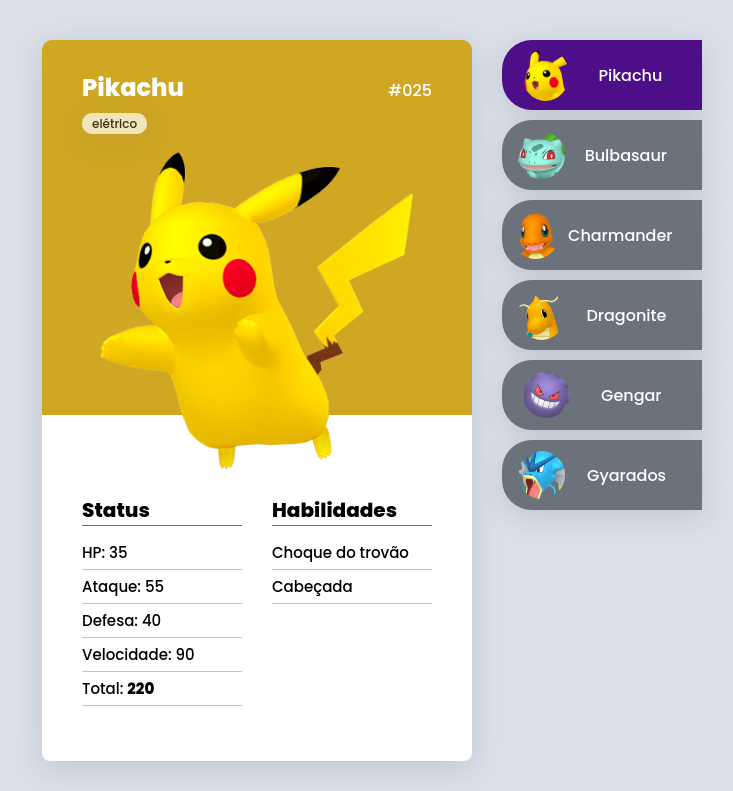 Pikachu
#025
elétrico
Status
HP: 35
Ataque: 55
Defesa: 40
Velocidade: 90
Total: 220
Habilidades
Choque do trovão
Cabeçada
Pikachu
Bulbasaur
Charmander
Dragonite
Gengar
Gyarados